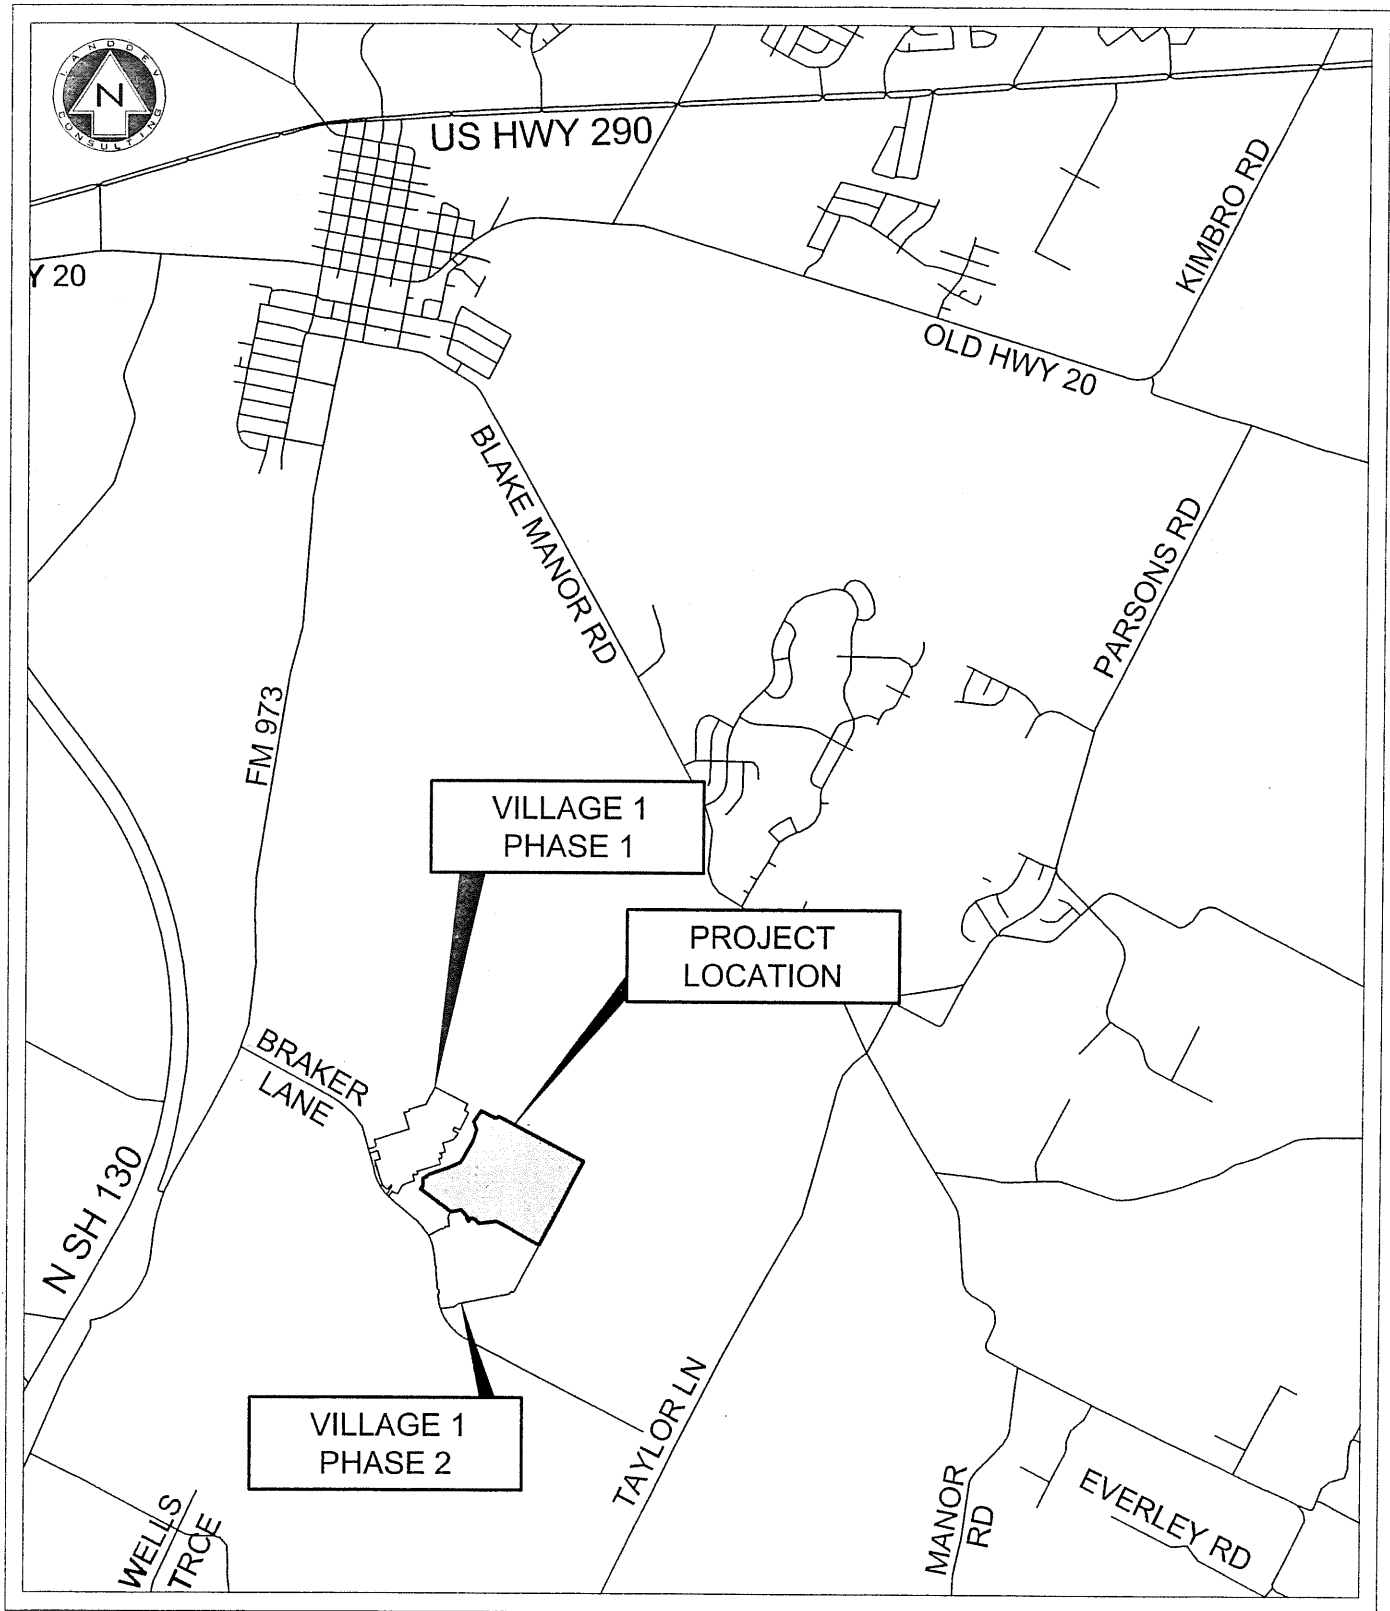 LANDDEV
N
CONSULTING
US HWY 290
KIMBRO RD
Y 20
OLD HWY 20
BLAKE MANOR RD
PARSONS RD
FM 973
VILLAGE 1
PHASE 1
PROJECT
LOCATION
BRAKER
LANE
N SH 130
VILLAGE 1
PHASE 2
TAYLOR LN
WELLS
TRCE
MANOR
RD
EVERLEY RD